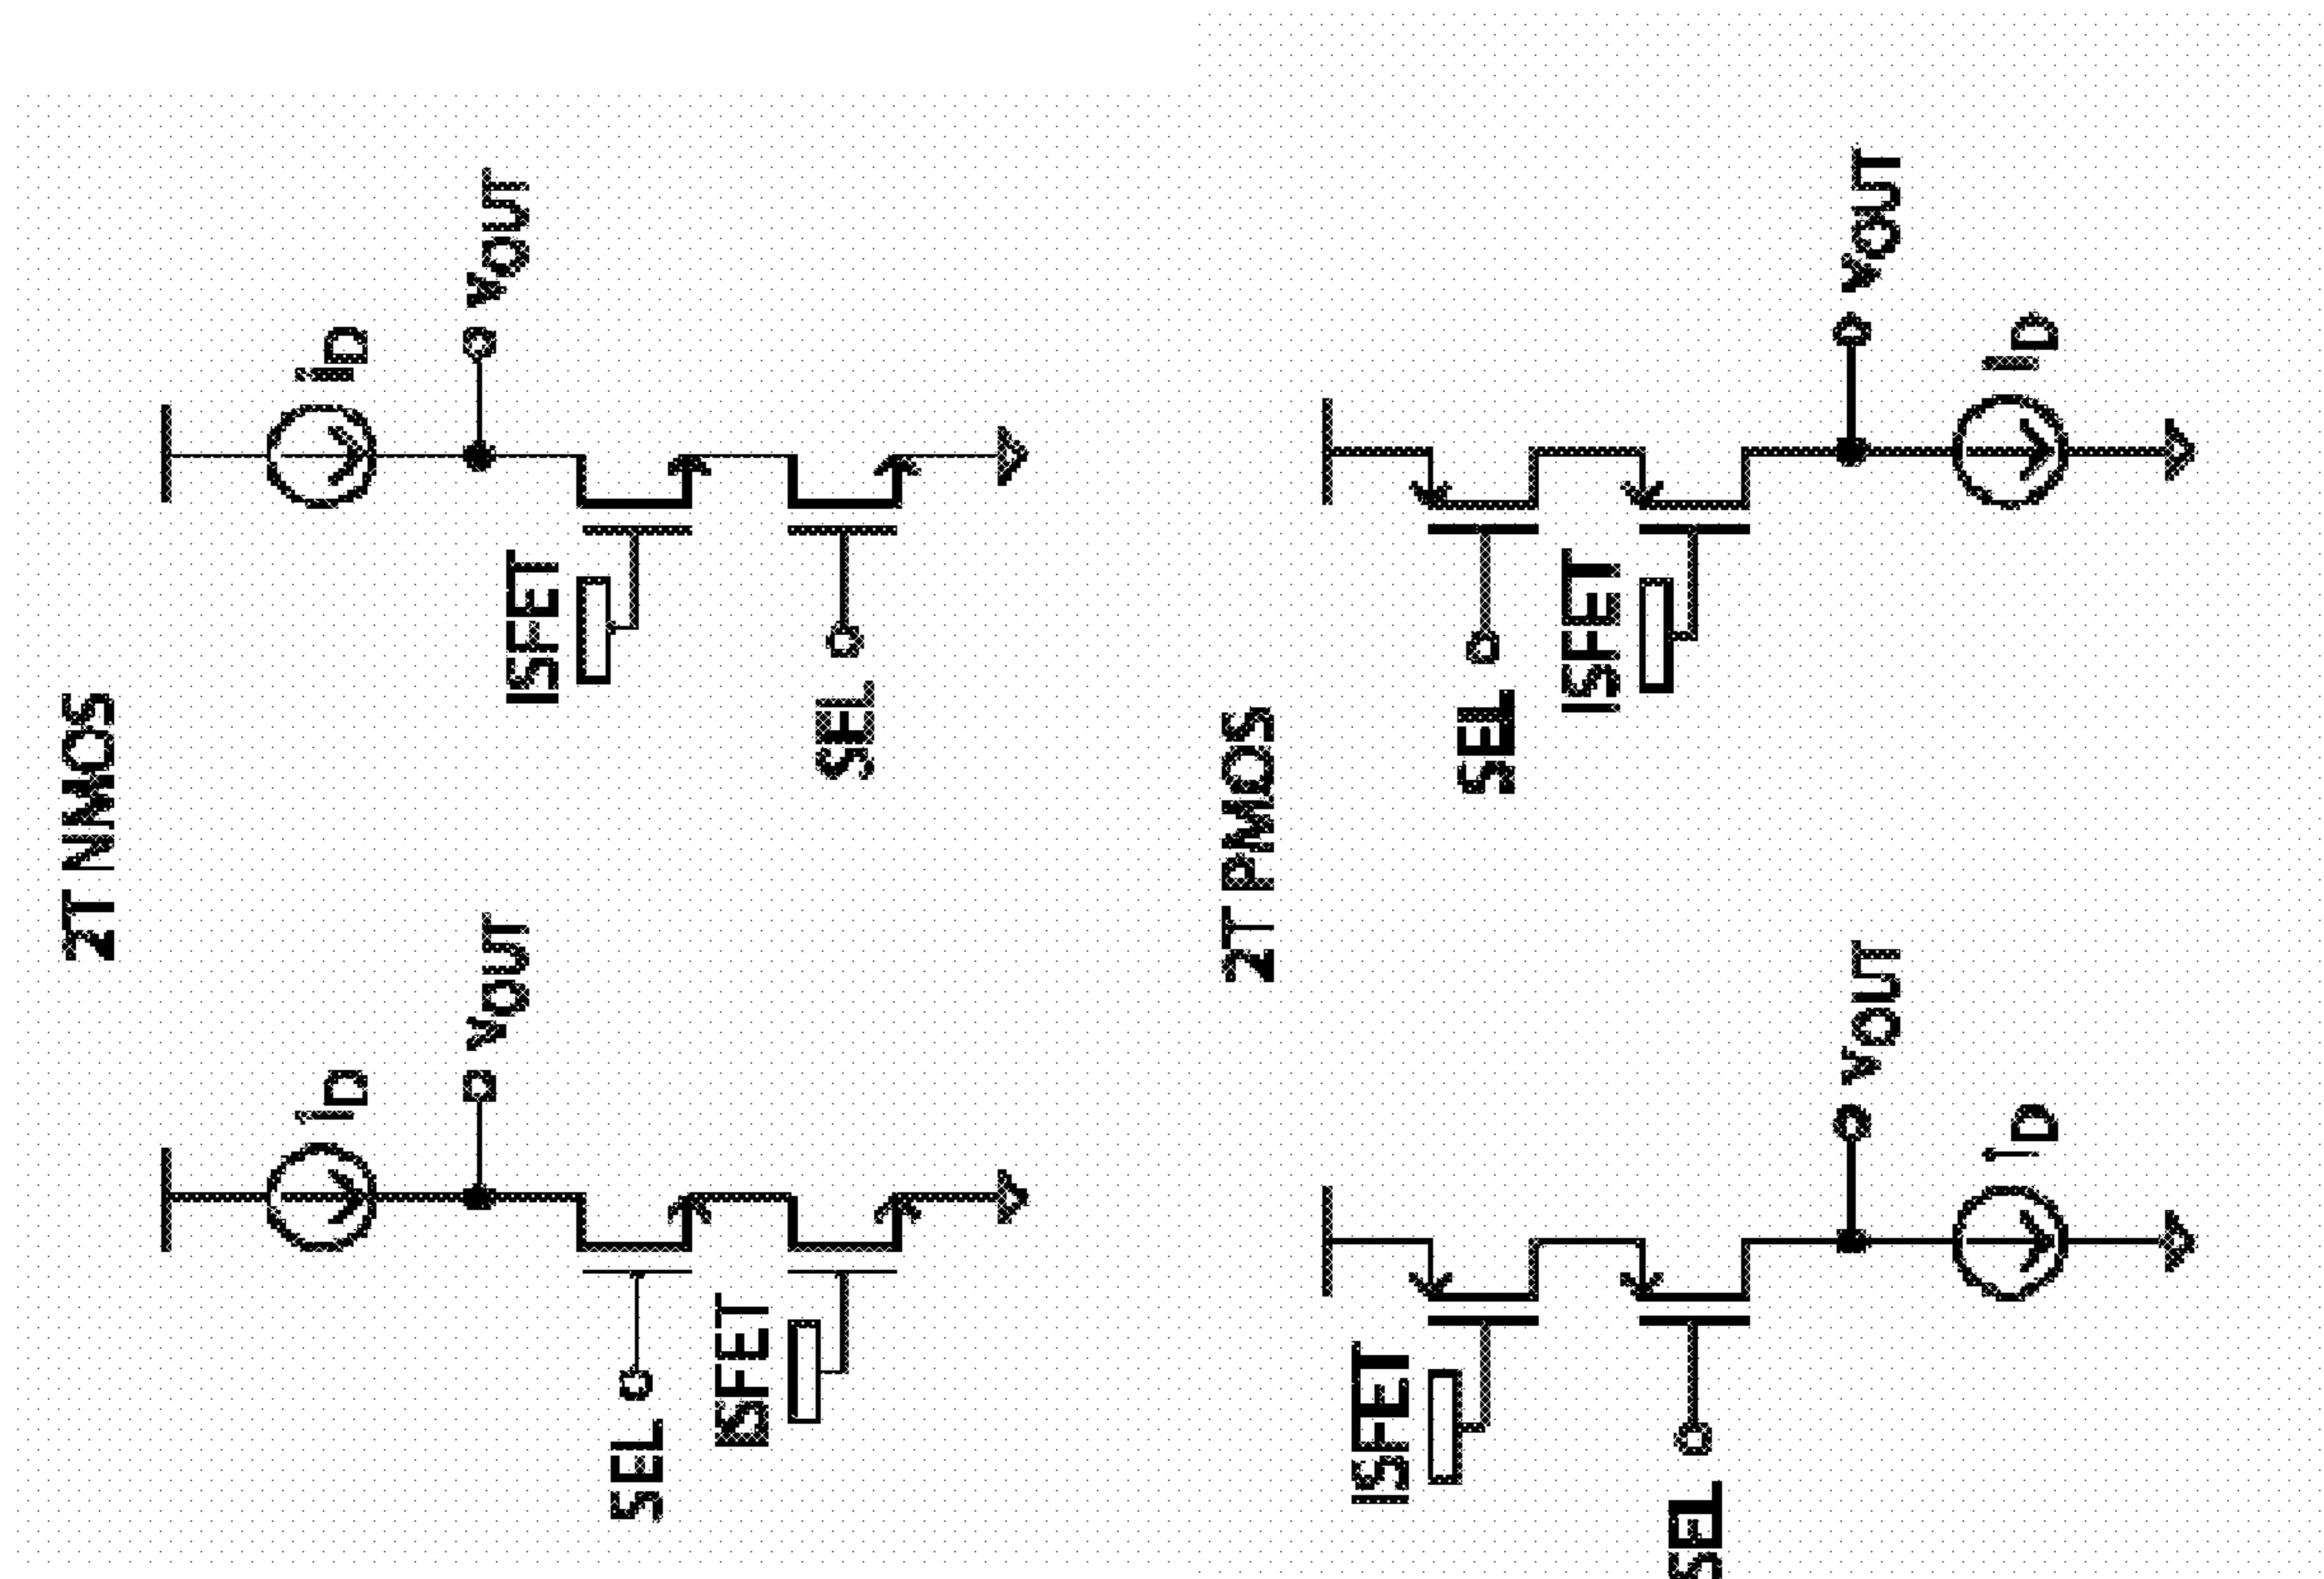 2T NMOS
iD
vOUT
SEL
ISFET
iD
vOUT
ISFET
SEL
2T PMOS
ISFET
SEL
vOUT
iD
SEL
ISFET
vOUT
iD